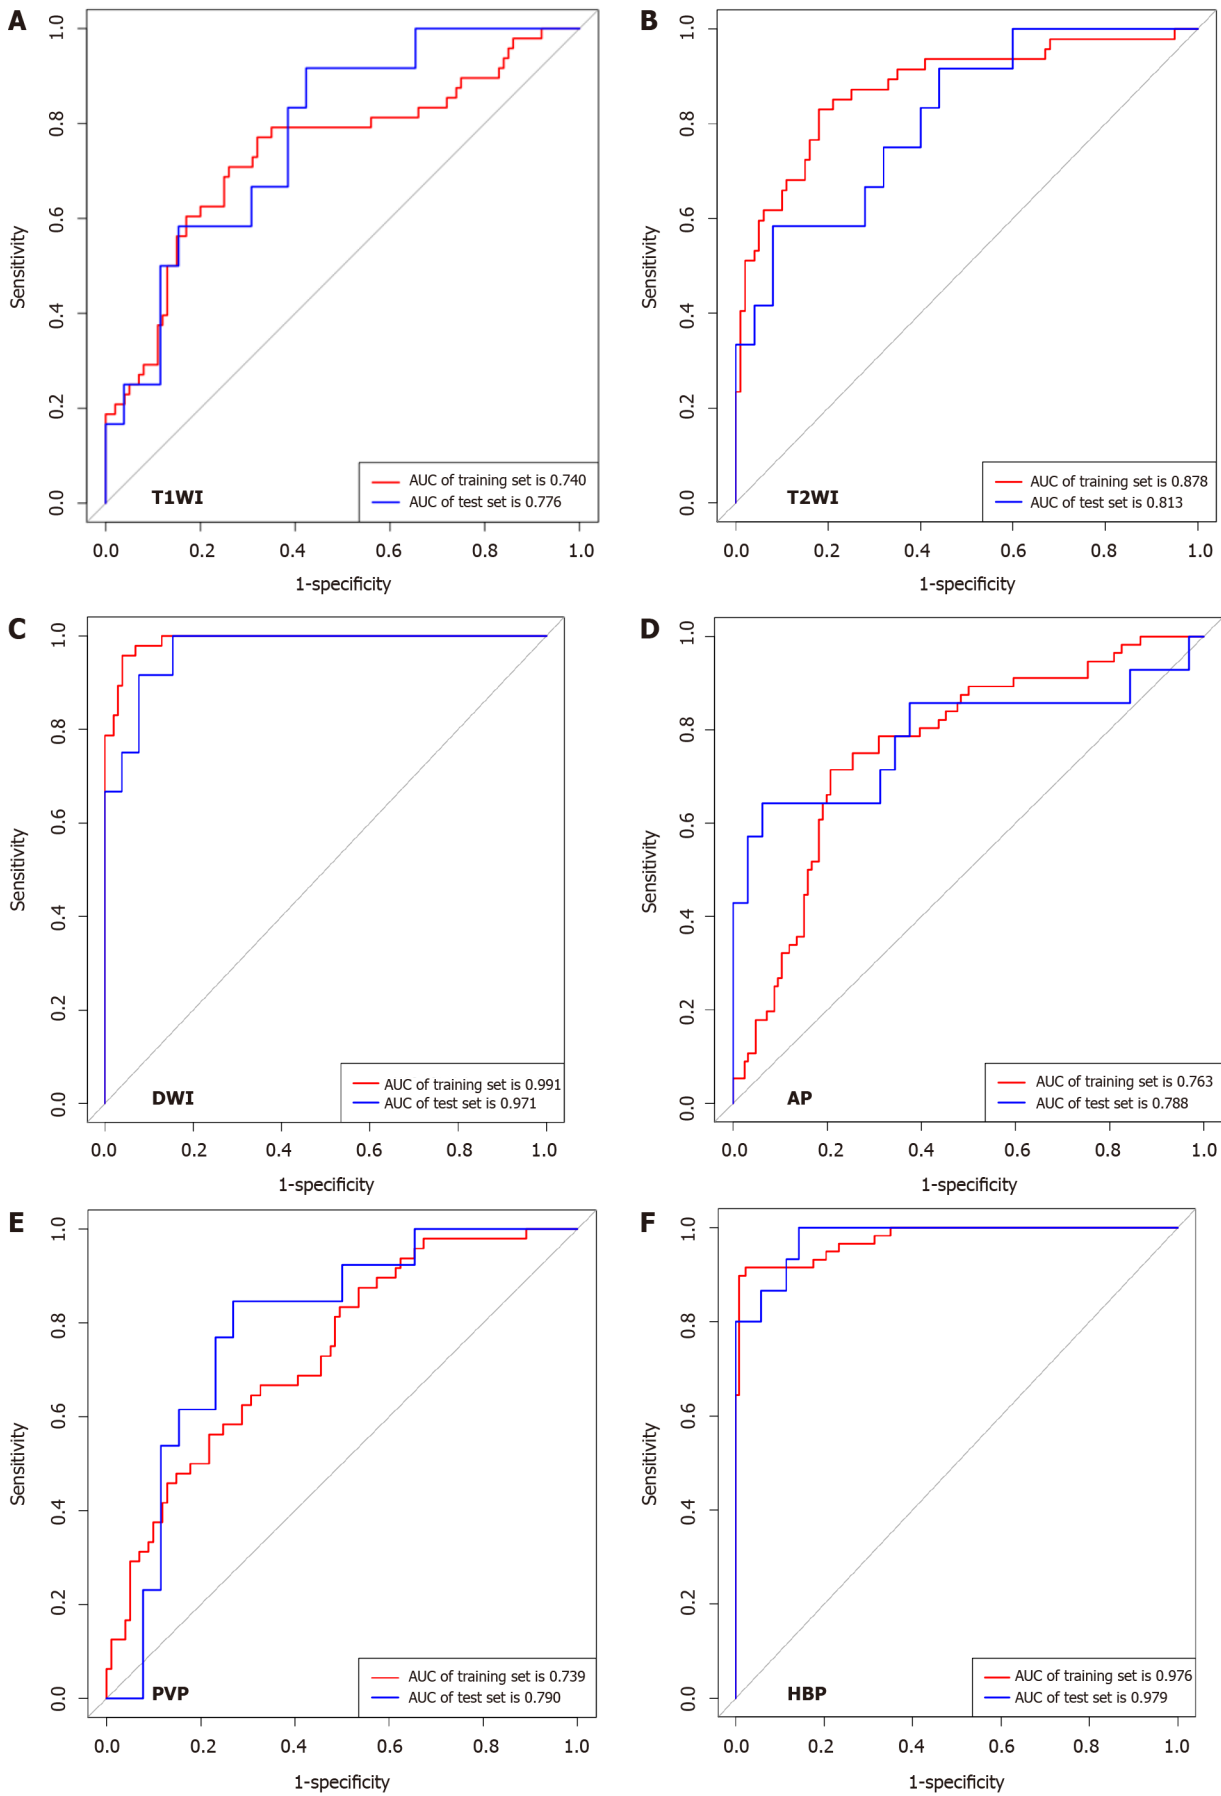 A
Sensitivity
1.0
0.8
0.6
0.4
0.2
0.0
T1WI
AUC of training set is 0.740
AUC of test set is 0.776
0.0 0.2 0.4 0.6 0.8 1.0
1-specificity
B
Sensitivity
1.0
0.8
0.6
0.4
0.2
0.0
T2WI
AUC of training set is 0.878
AUC of test set is 0.813
0.0 0.2 0.4 0.6 0.8 1.0
1-specificity
C
Sensitivity
1.0
0.8
0.6
0.4
0.2
0.0
DWI
AUC of training set is 0.991
AUC of test set is 0.971
0.0 0.2 0.4 0.6 0.8 1.0
1-specificity
D
Sensitivity
1.0
0.8
0.6
0.4
0.2
0.0
AP
AUC of training set is 0.763
AUC of test set is 0.788
0.0 0.2 0.4 0.6 0.8 1.0
1-specificity
E
Sensitivity
1.0
0.8
0.6
0.4
0.2
0.0
PVP
AUC of training set is 0.739
AUC of test set is 0.790
0.0 0.2 0.4 0.6 0.8 1.0
1-specificity
F
Sensitivity
1.0
0.8
0.6
0.4
0.2
0.0
HBP
AUC of training set is 0.976
AUC of test set is 0.979
0.0 0.2 0.4 0.6 0.8 1.0
1-specificity